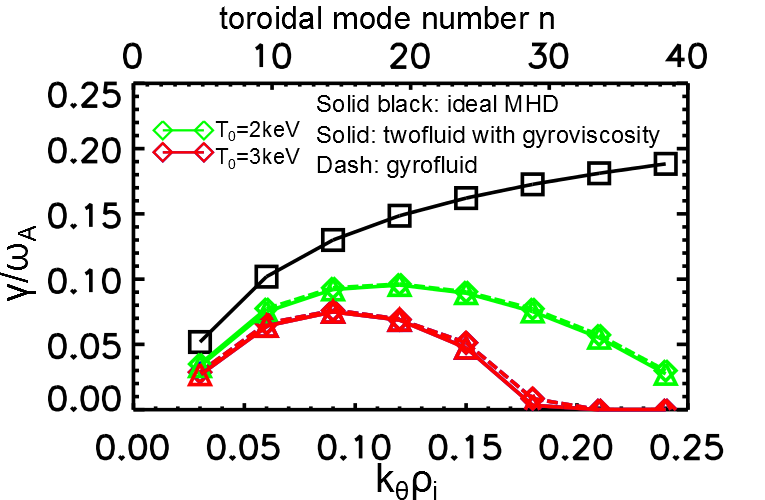 toroidal mode number n
0 10 20 30 40
0.25
0.20
0.15
0.10
0.05
0.00
γ/ω_A
Solid black: ideal MHD
Solid: twofluid with gyroviscosity
Dash: gyrofluid
T₀=2keV
T₀=3keV
0.00 0.05 0.10 0.15 0.20 0.25
k_θρ_i